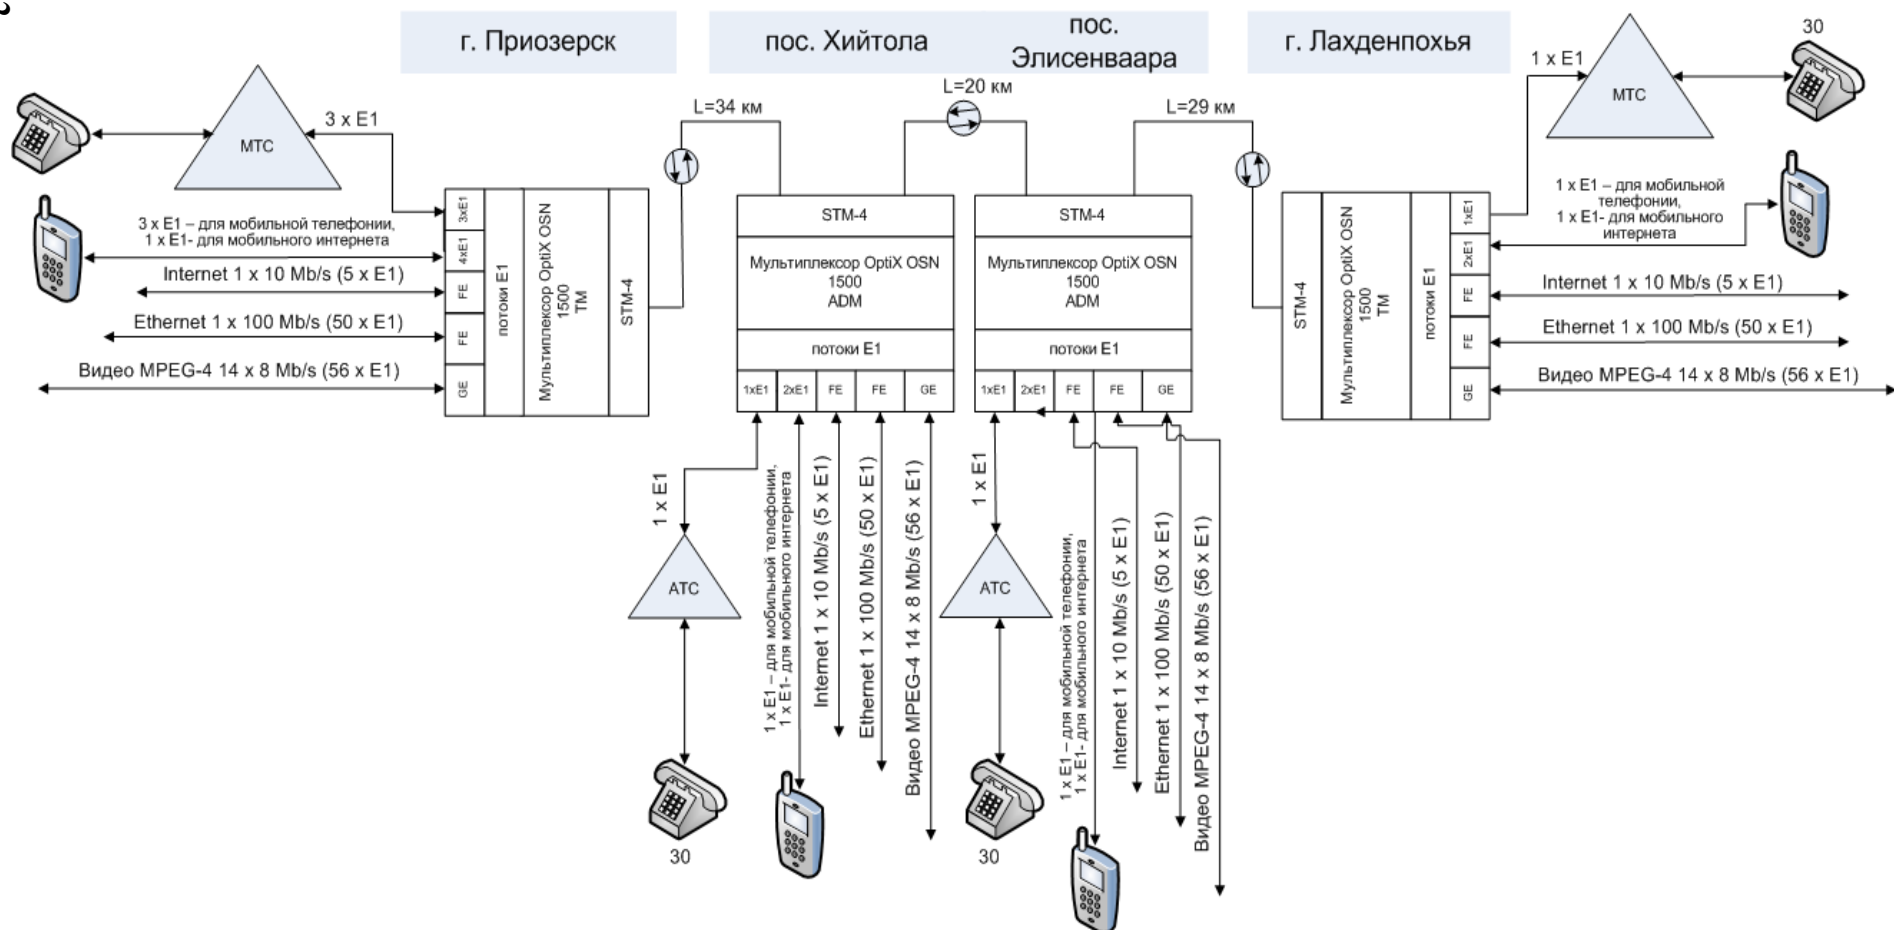 г. Приозерск
пос. Хийтола
пос.
Элисенваара
г. Лахденпохья
30
1 x E1
МТС
L=34 км
L=20 км
L=29 км
МТС
3 x E1
3 x E1 – для мобильной телефонии,
1 x E1- для мобильного интернета
Internet 1 x 10 Mb/s (5 x E1)
Ethernet 1 x 100 Mb/s (50 x E1)
Видео MPEG-4 14 x 8 Mb/s (56 x E1)
3xE1
4xE1
FE
FE
GE
потоки E1
Мультиплексор OptiX OSN
1500
TM
STM-4
STM-4
Мультиплексор OptiX OSN
1500
ADM
потоки E1
1xE1
2xE1
FE
FE
GE
STM-4
Мультиплексор OptiX OSN
1500
ADM
потоки E1
1xE1
2xE1
FE
FE
GE
STM-4
Мультиплексор OptiX OSN
1500
TM
потоки E1
1xE1
2xE1
FE
FE
GE
1 x E1 – для мобильной
телефонии,
1 x E1- для мобильного
интернета
Internet 1 x 10 Mb/s (5 x E1)
Ethernet 1 x 100 Mb/s (50 x E1)
Видео MPEG-4 14 x 8 Mb/s (56 x E1)
1 x E1
АТС
30
1 x E1 – для мобильной телефонии,
1 x E1- для мобильного интернета
Internet 1 x 10 Mb/s (5 x E1)
Ethernet 1 x 100 Mb/s (50 x E1)
Видео MPEG-4 14 x 8 Mb/s (56 x E1)
1 x E1
АТС
30
1 x E1 – для мобильной телефонии,
1 x E1- для мобильного интернета
Internet 1 x 10 Mb/s (5 x E1)
Ethernet 1 x 100 Mb/s (50 x E1)
Видео MPEG-4 14 x 8 Mb/s (56 x E1)